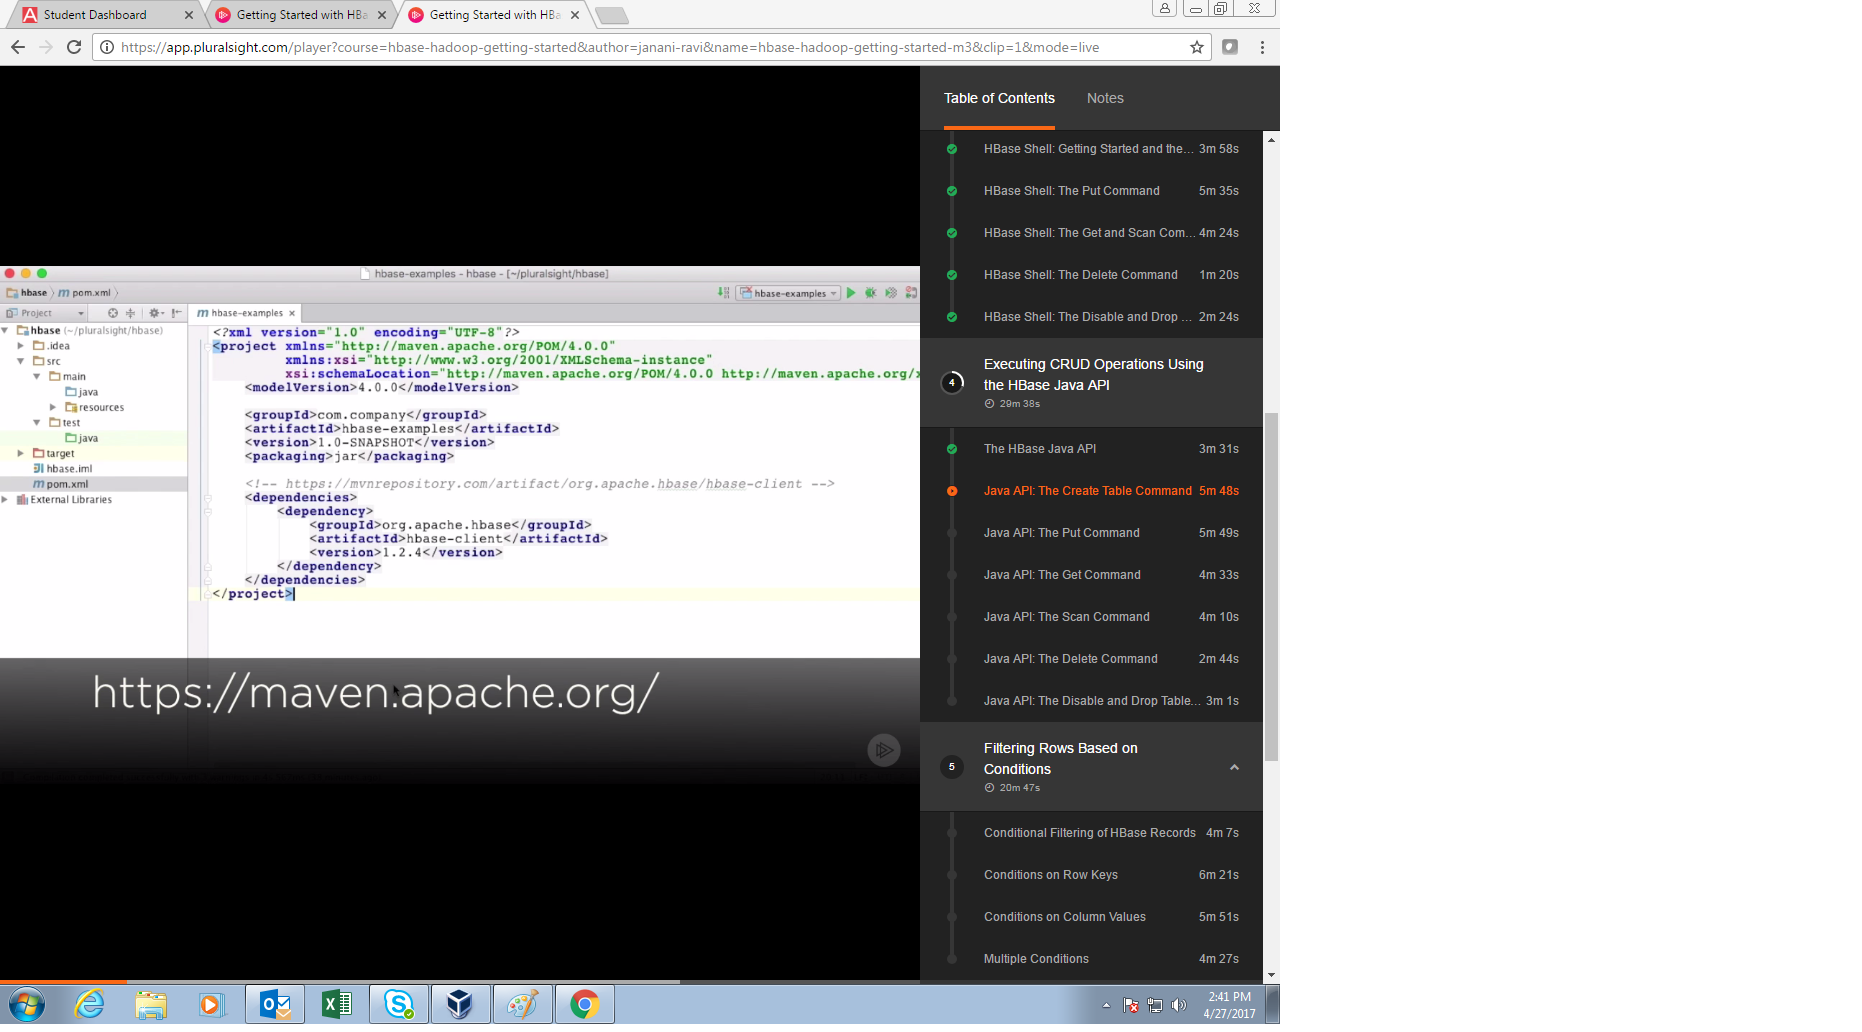 Student Dashboard
Getting Started with HBa
Getting Started with HBa
https://app.pluralsight.com/player?course=hbase-hadoop-getting-started&author=janani-ravi&name=hbase-hadoop-getting-started-m3&clip=1&mode=live
hbase-examples - hbase - [~/pluralsight/hbase]
hbase
pom.xml
hbase-examples
Project
hbase-examples
hbase (~/pluralsight/hbase)
.idea
src
main
java
resources
test
java
target
hbase.iml
pom.xml
External Libraries
<?xml version="1.0" encoding="UTF-8"?>
<project xmlns="http://maven.apache.org/POM/4.0.0"
xmlns:xsi="http://www.w3.org/2001/XMLSchema-instance"
xsi:schemaLocation="http://maven.apache.org/POM/4.0.0 http://maven.apache.org/x
<modelVersion>4.0.0</modelVersion>
<groupId>com.company</groupId>
<artifactId>hbase-examples</artifactId>
<version>1.0-SNAPSHOT</version>
<packaging>jar</packaging>
<!-- https://mvnrepository.com/artifact/org.apache.hbase/hbase-client -->
<dependencies>
<dependency>
<groupId>org.apache.hbase</groupId>
<artifactId>hbase-client</artifactId>
<version>1.2.4</version>
</dependency>
</dependencies>
</project>
https://maven.apache.org/
Table of Contents
Notes
HBase Shell: Getting Started and the... 3m 58s
HBase Shell: The Put Command 5m 35s
HBase Shell: The Get and Scan Com... 4m 24s
HBase Shell: The Delete Command 1m 20s
HBase Shell: The Disable and Drop ... 2m 24s
4
Executing CRUD Operations Using
the HBase Java API
29m 38s
The HBase Java API 3m 31s
Java API: The Create Table Command 5m 48s
Java API: The Put Command 5m 49s
Java API: The Get Command 4m 33s
Java API: The Scan Command 4m 10s
Java API: The Delete Command 2m 44s
Java API: The Disable and Drop Table... 3m 1s
5
Filtering Rows Based on
Conditions
20m 47s
Conditional Filtering of HBase Records 4m 7s
Conditions on Row Keys 6m 21s
Conditions on Column Values 5m 51s
Multiple Conditions 4m 27s
2:41 PM
4/27/2017